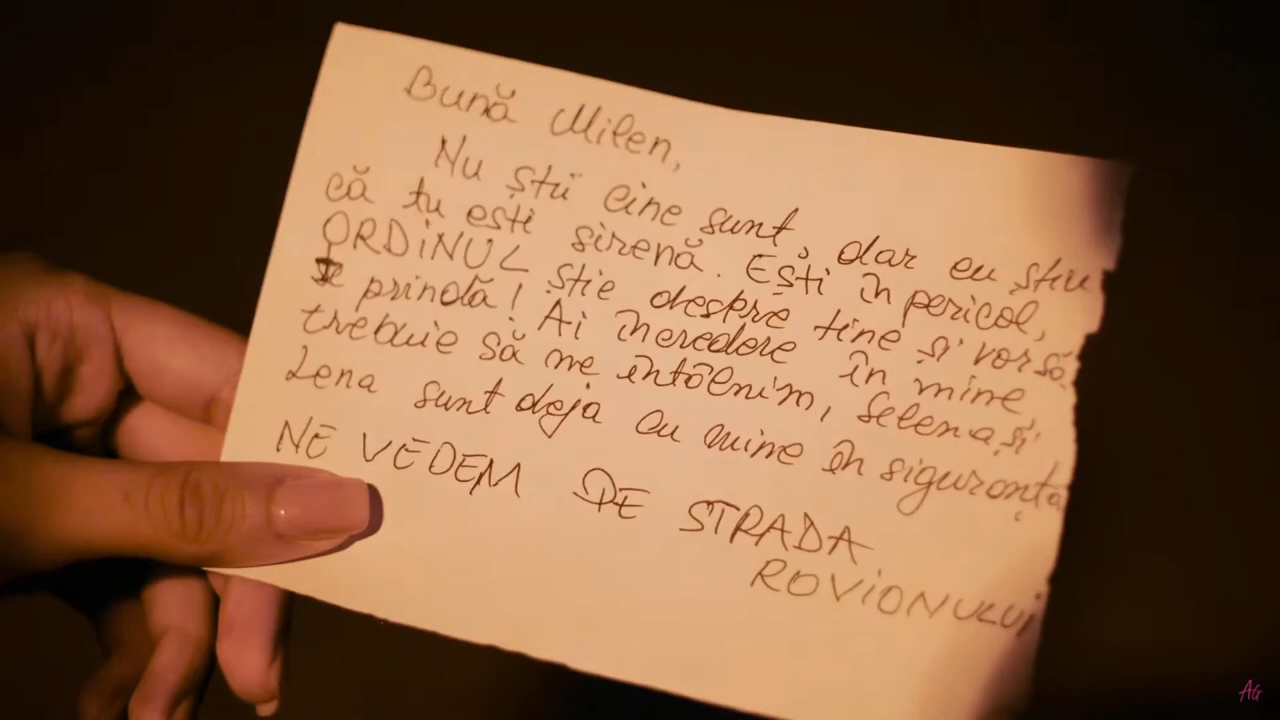 Bună Milen,
Nu știi cine sunt, dar eu știu
că tu ești sirenă. Ești în pericol,
ORDINUL știe despre tine și vor să
te prindă! Ai încredere în mine,
trebuie să ne întâlnim, Selena și
Lena sunt deja cu mine în siguranță
NE VEDEM PE STRADA
ROVIONULUI
AG